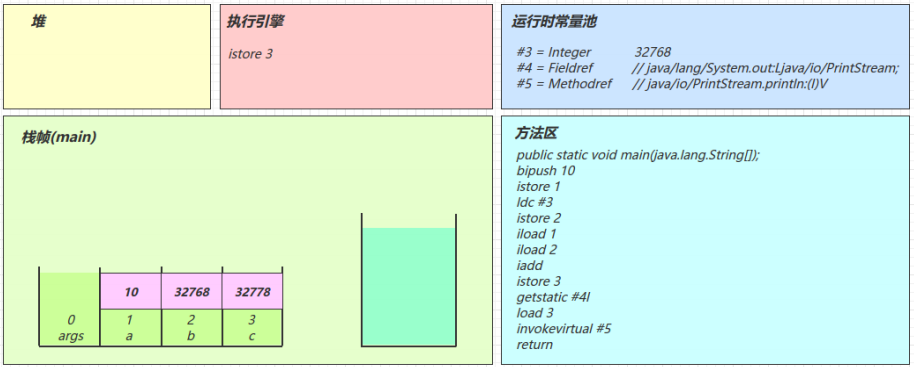 堆
执行引擎
istore 3
运行时常量池
#3 = Integer 32768
#4 = Fieldref // java/lang/System.out:Ljava/io/PrintStream;
#5 = Methodref // java/io/PrintStream.println:(I)V
栈帧(main)
10 32768 32778
0 1 2 3
args a b c
方法区
public static void main(java.lang.String[]);
bipush 10
istore 1
ldc #3
istore 2
iload 1
iload 2
iadd
istore 3
getstatic #4I
load 3
invokevirtual #5
return